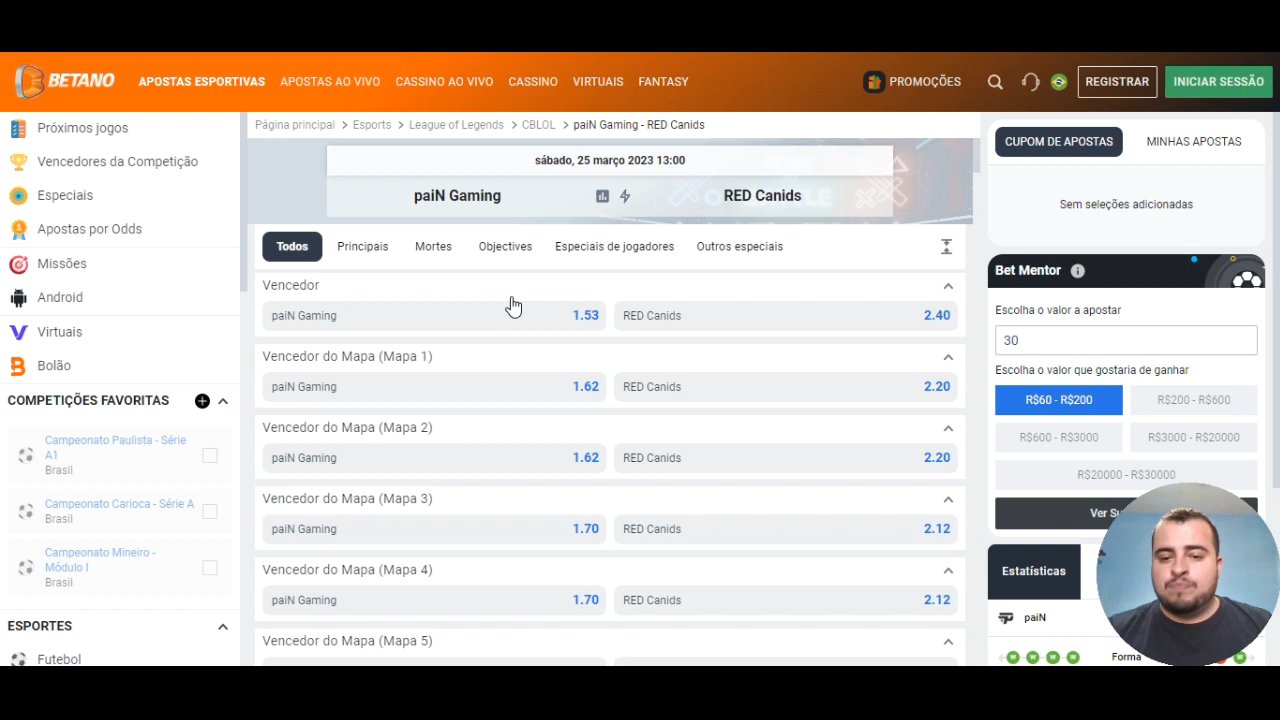 BETANO
APOSTAS ESPORTIVAS
APOSTAS AO VIVO
CASSINO AO VIVO
CASSINO
VIRTUAIS
FANTASY
PROMOÇÕES
REGISTRAR
INICIAR SESSÃO
Próximos jogos
Vencedores da Competição
Especiais
Apostas por Odds
Missões
Android
Virtuais
Bolão
COMPETIÇÕES FAVORITAS
Campeonato Paulista - Série
A1
Brasil
Campeonato Carioca - Série A
Brasil
Campeonato Mineiro -
Módulo I
Brasil
ESPORTES
Futebol
Página principal > Esports > League of Legends > CBLOL > paiN Gaming - RED Canids
sábado, 25 março 2023 13:00
paiN Gaming RED Canids
Todos Principais Mortes Objectives Especiais de jogadores Outros especiais
Vencedor
paiN Gaming 1.53 RED Canids 2.40
Vencedor do Mapa (Mapa 1)
paiN Gaming 1.62 RED Canids 2.20
Vencedor do Mapa (Mapa 2)
paiN Gaming 1.62 RED Canids 2.20
Vencedor do Mapa (Mapa 3)
paiN Gaming 1.70 RED Canids 2.12
Vencedor do Mapa (Mapa 4)
paiN Gaming 1.70 RED Canids 2.12
Vencedor do Mapa (Mapa 5)
CUPOM DE APOSTAS MINHAS APOSTAS
Sem seleções adicionadas
Bet Mentor
Escolha o valor a apostar
30
Escolha o valor que gostaria de ganhar
R$60 - R$200 R$200 - R$600
R$600 - R$3000 R$3000 - R$20000
R$20000 - R$30000
Ver
Estatísticas
paiN
W W W W Forma W